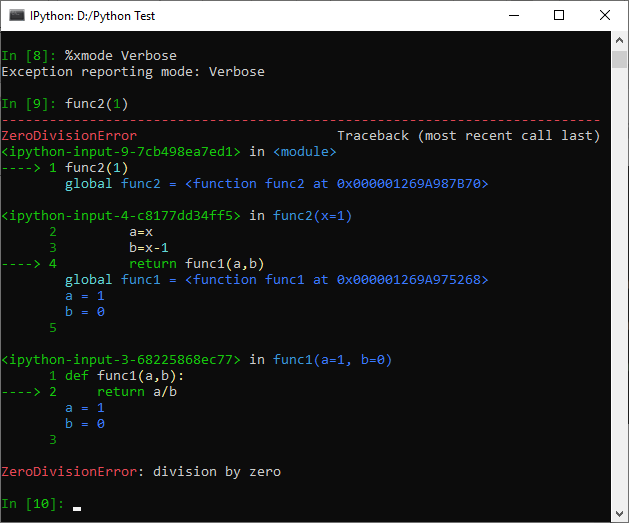 IPython: D:/Python Test
In [8]: %xmode Verbose
Exception reporting mode: Verbose
In [9]: func2(1)
---------------------------------------------------------------------------
ZeroDivisionError                         Traceback (most recent call last)
<ipython-input-9-7cb498ea7ed1> in <module>
----> 1 func2(1)
        global func2 = <function func2 at 0x000001269A987B70>
<ipython-input-4-c8177dd34ff5> in func2(x=1)
      2         a=x
      3         b=x-1
----> 4         return func1(a,b)
        global func1 = <function func1 at 0x000001269A975268>
        a = 1
        b = 0
      5
<ipython-input-3-68225868ec77> in func1(a=1, b=0)
      1 def func1(a,b):
----> 2     return a/b
        a = 1
        b = 0
      3
ZeroDivisionError: division by zero
In [10]: